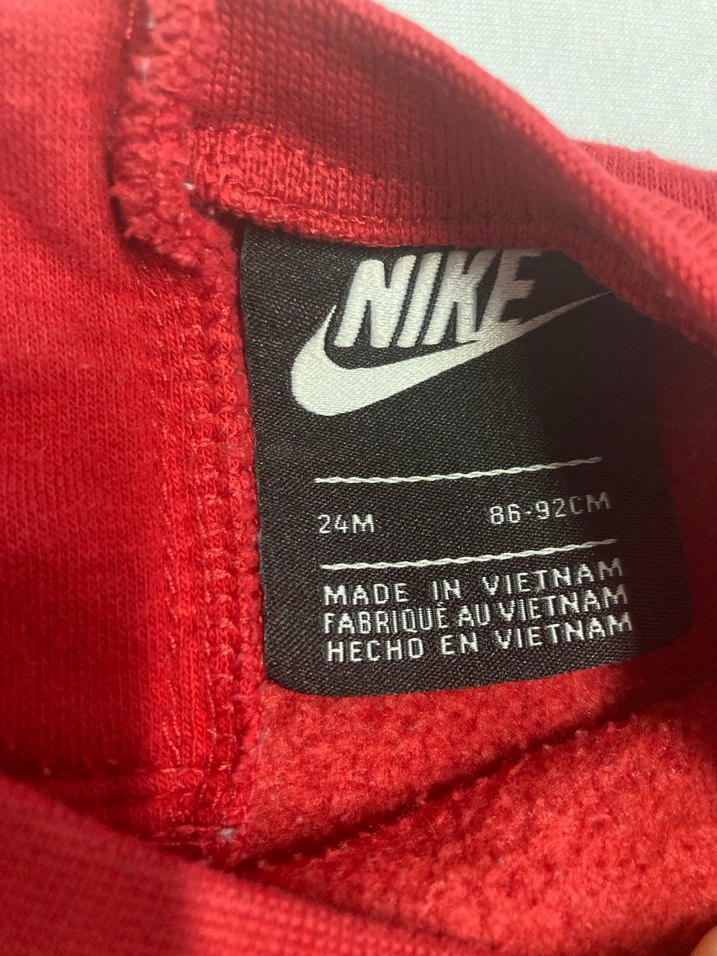 NIKE
24M 86-92CM
MADE IN VIETNAM
FABRIQUÉ AU VIETNAM
HECHO EN VIETNAM